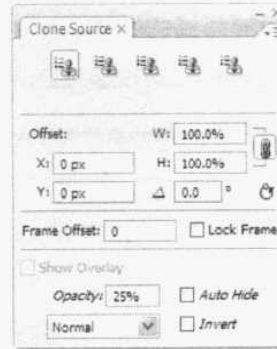 Clone Source ×
Offset: W: 100.0%
X: 0 px H: 100.0%
Y: 0 px 0.0 °
Frame Offset: 0 Lock Frame
Show Overlay
Opacity: 25% Auto Hide
Normal Invert